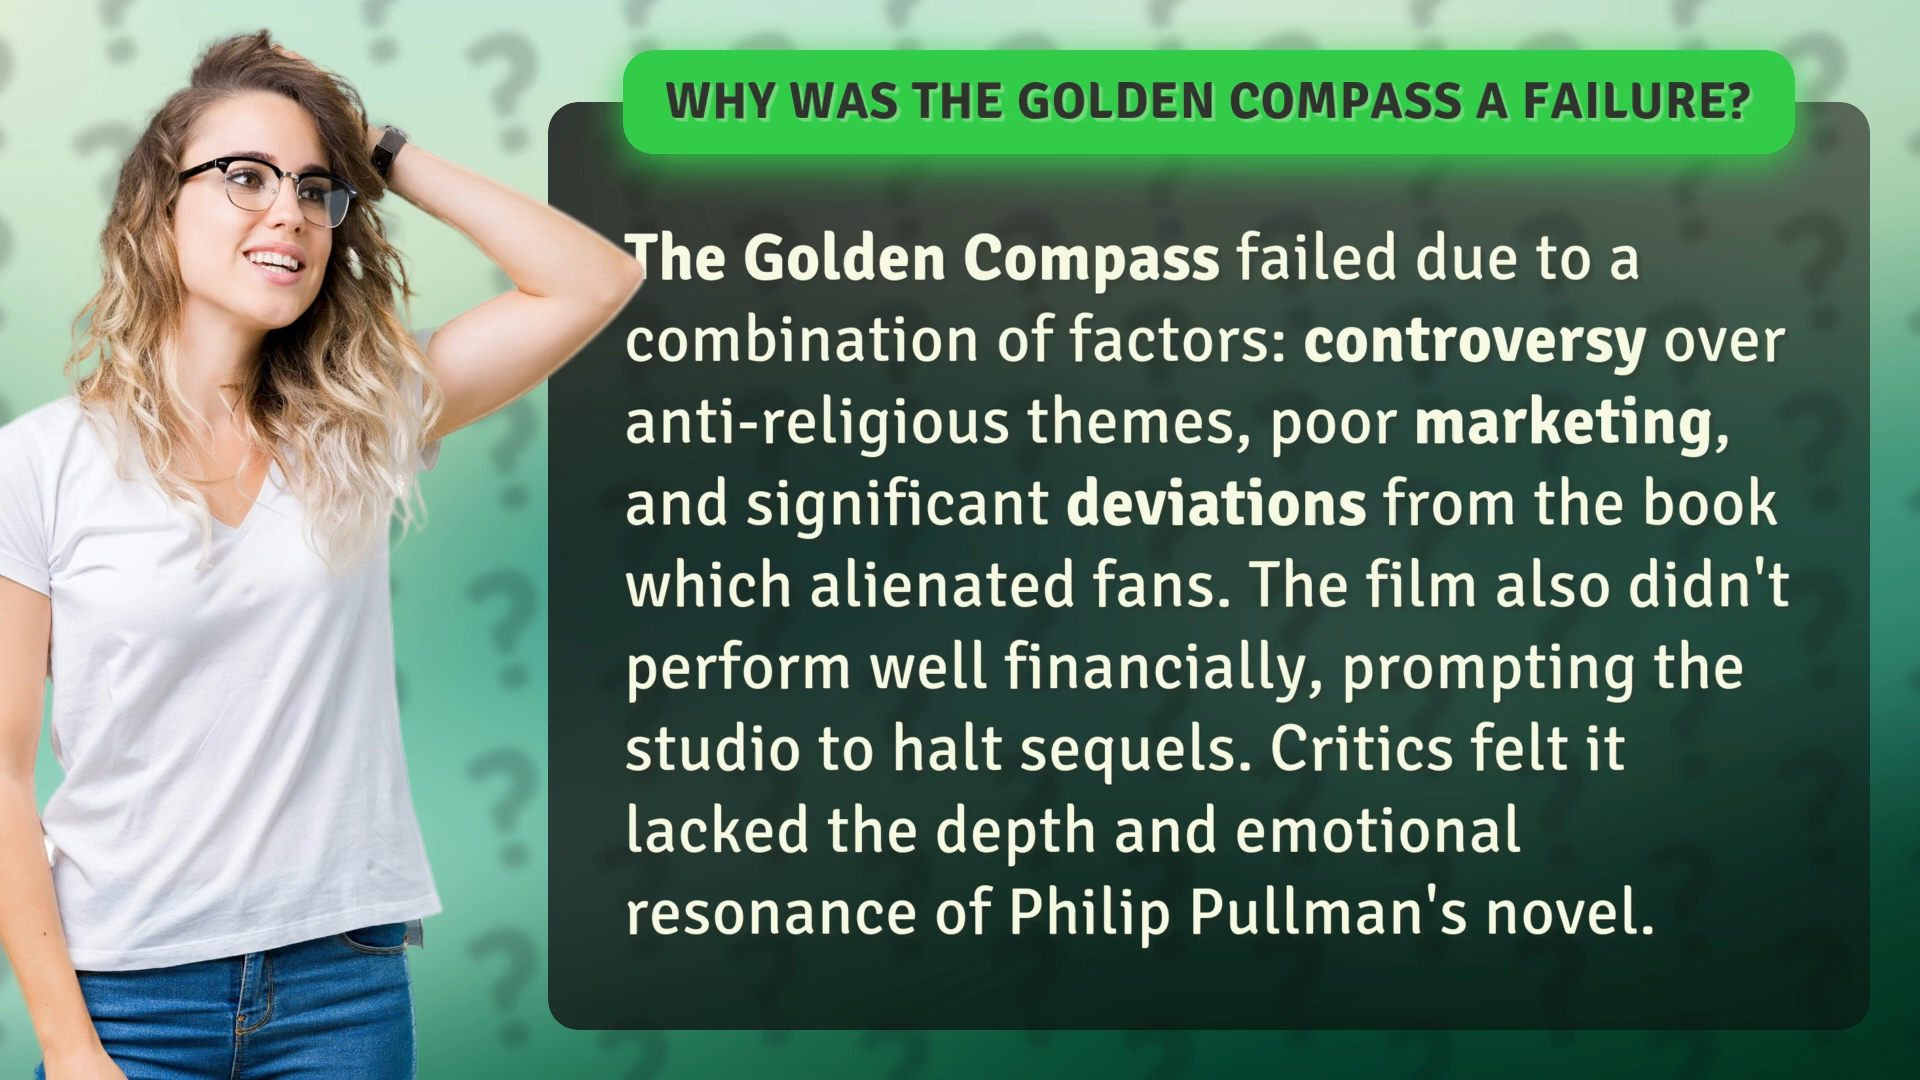 WHY WAS THE GOLDEN COMPASS A FAILURE?
The Golden Compass failed due to a
combination of factors: controversy over
anti-religious themes, poor marketing,
and significant deviations from the book
which alienated fans. The film also didn't
perform well financially, prompting the
studio to halt sequels. Critics felt it
lacked the depth and emotional
resonance of Philip Pullman's novel.